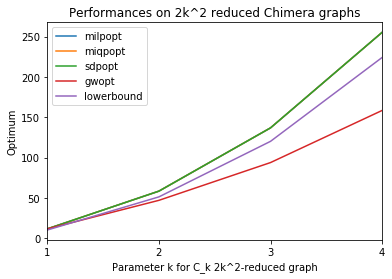 Performances on 2k^2 reduced Chimera graphs
milpopt
miqpopt
sdpopt
gwopt
lowerbound
Optimum
250
200
150
100
50
0
1
2
3
4
Parameter k for C_k 2k^2-reduced graph